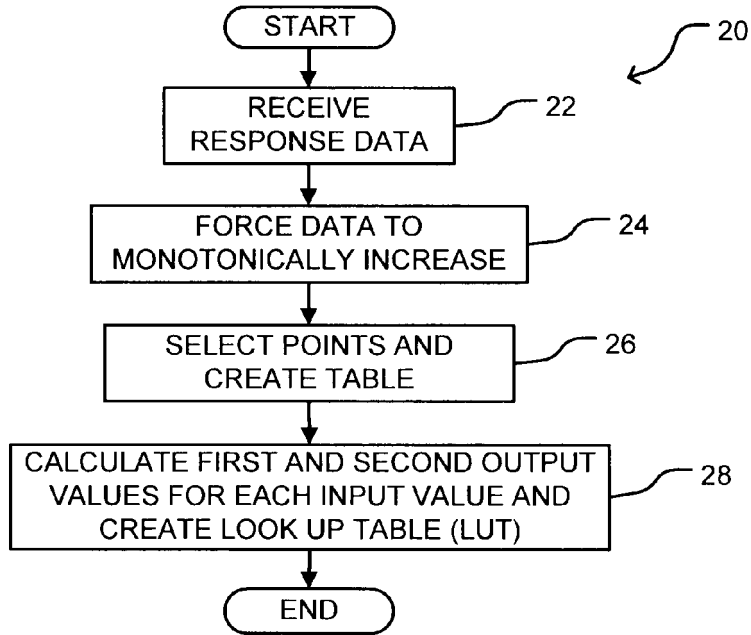 START
20
RECEIVE
RESPONSE DATA
22
FORCE DATA TO
MONOTONICALLY INCREASE
24
SELECT POINTS AND
CREATE TABLE
26
CALCULATE FIRST AND SECOND OUTPUT
VALUES FOR EACH INPUT VALUE AND
CREATE LOOK UP TABLE (LUT)
28
END